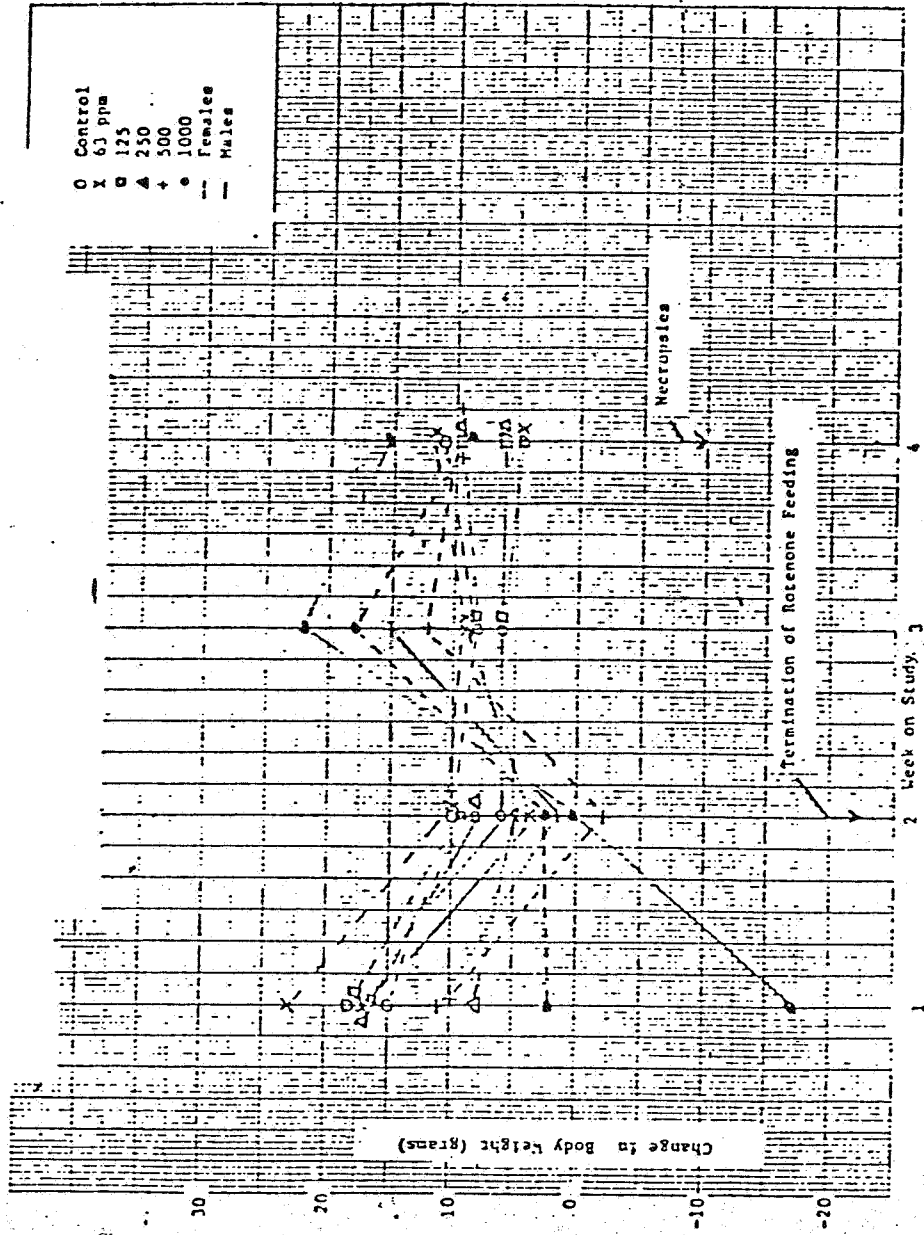 O Control
X 63 ppm
□ 125
△ 250
+ 500
● 1000
-- Females
— Males
Change in Body Weight (grams)
30
20
10
0
-10
-20
Necropsies
Termination of Rotenone Feeding
1
2
3
4
Week on Study